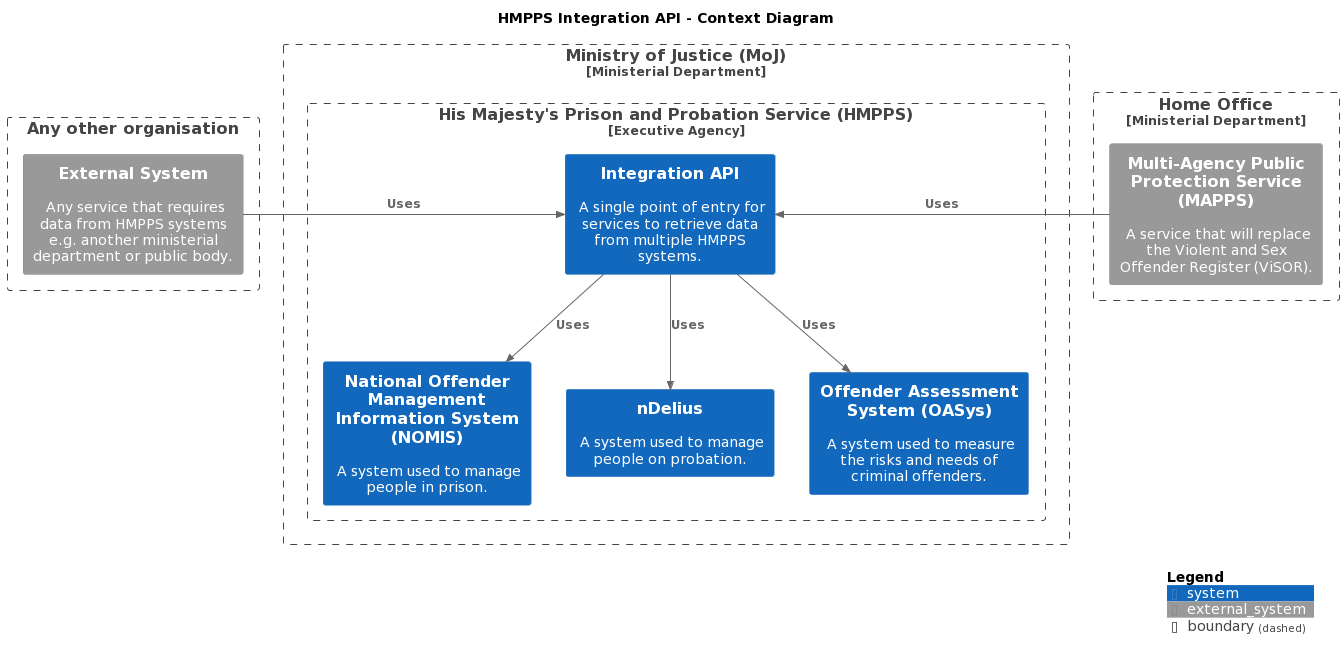 HMPPS Integration API - Context Diagram
Ministry of Justice (MoJ)
[Ministerial Department]
Any other organisation
External System
Any service that requires
data from HMPPS systems
e.g. another ministerial
department or public body.
Uses
His Majesty's Prison and Probation Service (HMPPS)
[Executive Agency]
Integration API
A single point of entry for
services to retrieve data
from multiple HMPPS
systems.
Uses
Home Office
[Ministerial Department]
Multi-Agency Public
Protection Service
(MAPPS)
A service that will replace
the Violent and Sex
Offender Register (ViSOR).
Uses
Uses
Uses
National Offender
Management
Information System
(NOMIS)
A system used to manage
people in prison.
nDelius
A system used to manage
people on probation.
Offender Assessment
System (OASys)
A system used to measure
the risks and needs of
criminal offenders.
Legend
system
external_system
boundary (dashed)